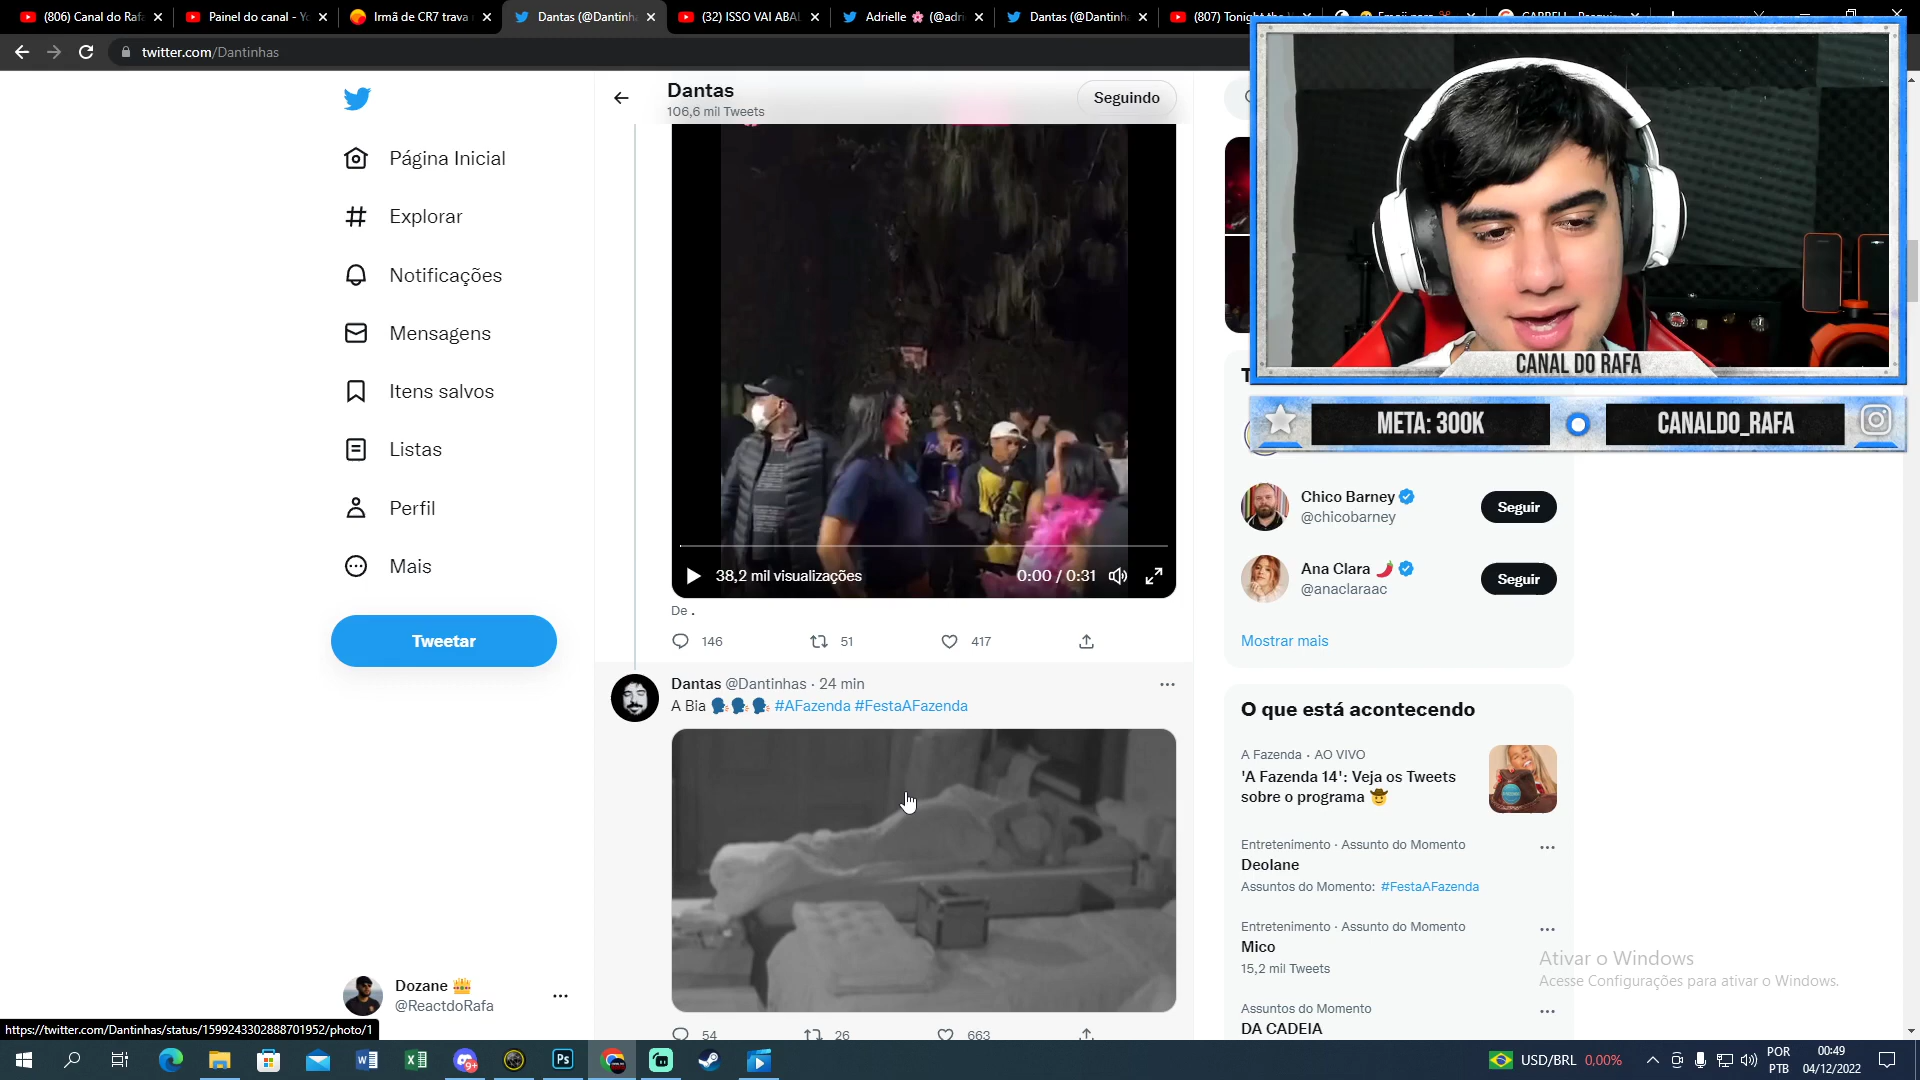 (806) Canal do Rafa
Painel do canal - Yo
Irmã de CR7 trava
Dantas (@Dantinh
(32) ISSO VAI ABAL
Adrielle 🌸 (@adri
Dantas (@Dantinh
(807) Tonight the
twitter.com/Dantinhas
Página Inicial
Explorar
Notificações
Mensagens
Itens salvos
Listas
Perfil
Mais
Tweetar
Dozane 👑
@ReactdoRafa
https://twitter.com/Dantinhas/status/1599243302888701952/photo/1
Dantas
106,6 mil Tweets
Seguindo
38,2 mil visualizações
0:00 / 0:31
De .
146
51
417
Dantas @Dantinhas · 24 min
A Bia 🗣️🗣️🗣️ #AFazenda #FestaAFazenda
54
26
663
CANAL DO RAFA
META: 300K
CANALDO_RAFA
Chico Barney
@chicobarney
Seguir
Ana Clara 🌶️
@anaclaraac
Seguir
Mostrar mais
O que está acontecendo
A Fazenda · AO VIVO
'A Fazenda 14': Veja os Tweets
sobre o programa 🤠
Entretenimento · Assunto do Momento
Deolane
Assuntos do Momento: #FestaAFazenda
Entretenimento · Assunto do Momento
Mico
15,2 mil Tweets
Assuntos do Momento
DA CADEIA
Ativar o Windows
Acesse Configurações para ativar o Windows.
9+
Ps
USD/BRL 0,00%
POR
PTB
00:49
04/12/2022